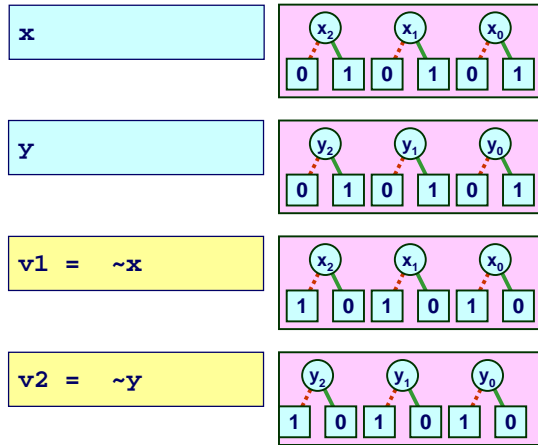 x
x₂ x₁ x₀
0 1 0 1 0 1
y
y₂ y₁ y₀
0 1 0 1 0 1
v1 = ~x
x₂ x₁ x₀
1 0 1 0 1 0
v2 = ~y
y₂ y₁ y₀
1 0 1 0 1 0